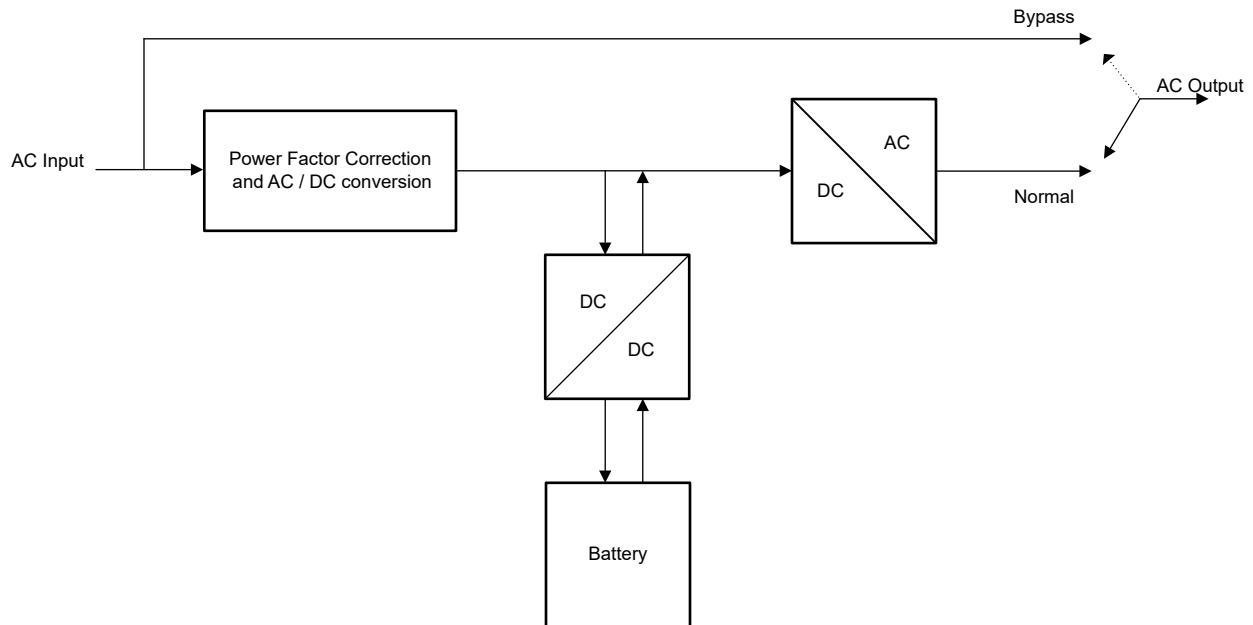 Bypass
AC Output
AC Input
Power Factor Correction
and AC / DC conversion
AC
DC
Normal
DC
DC
Battery